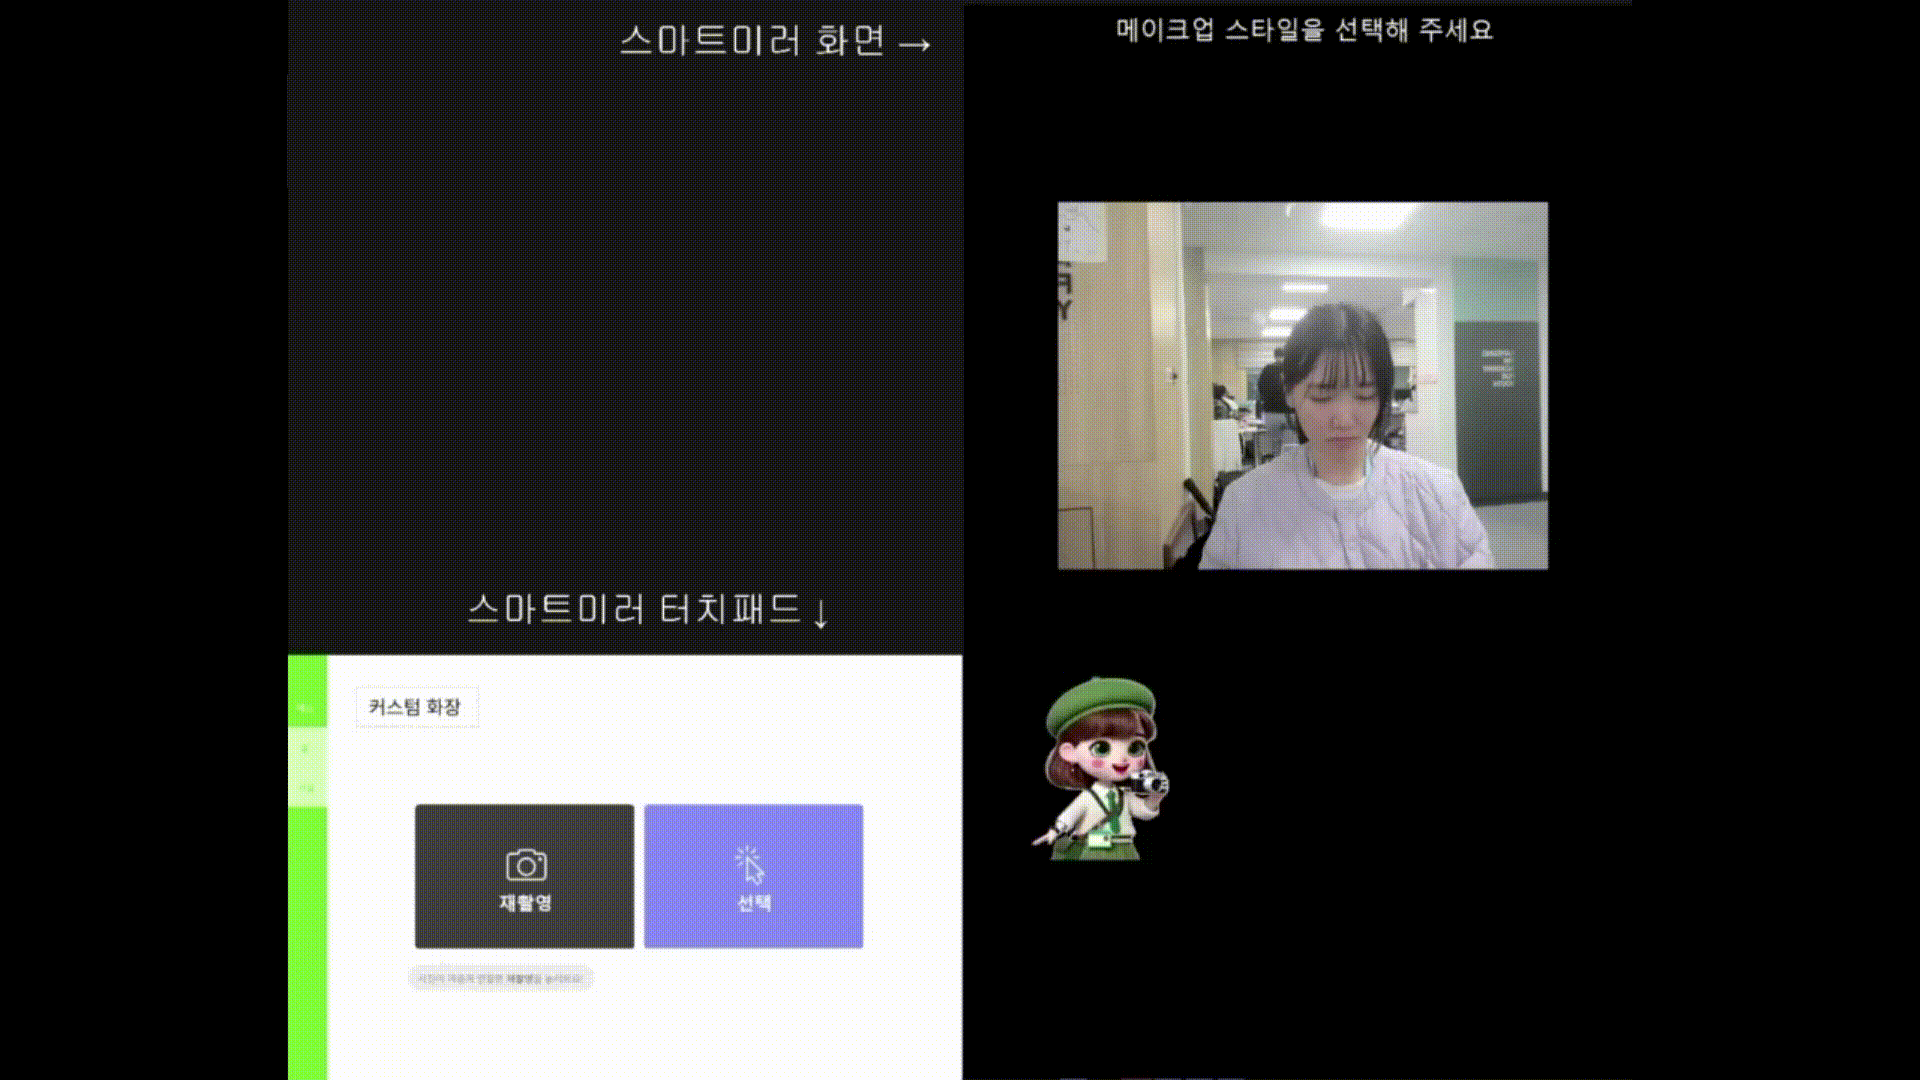 스마트미러 화면 →
메이크업 스타일을 선택해 주세요
스마트미러 터치패드 ↓
커스텀 화장
재촬영
선택